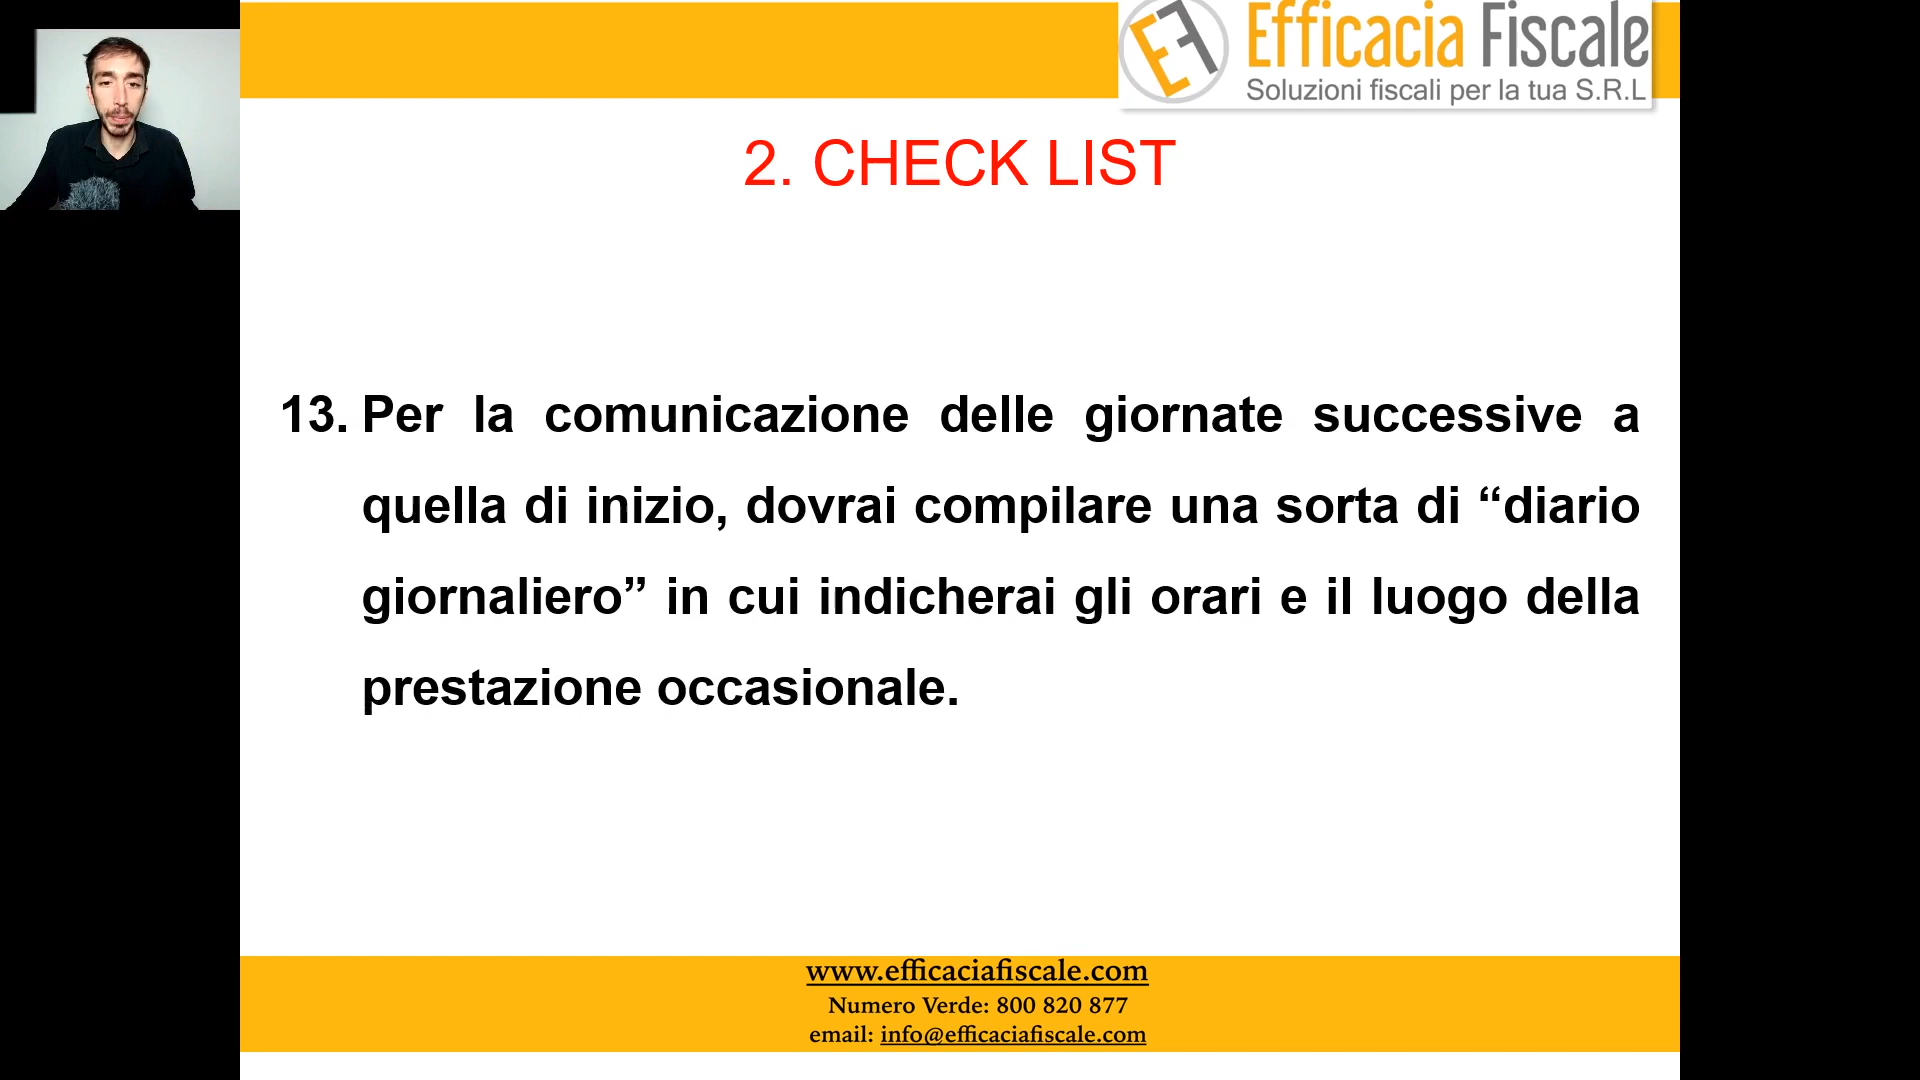 EF
Efficacia Fiscale
Soluzioni fiscali per la tua S.R.L
2. CHECK LIST
13. Per la comunicazione delle giornate successive a
quella di inizio, dovrai compilare una sorta di “diario
giornaliero” in cui indicherai gli orari e il luogo della
prestazione occasionale.
www.efficaciafiscale.com
Numero Verde: 800 820 877
email: info@efficaciafiscale.com